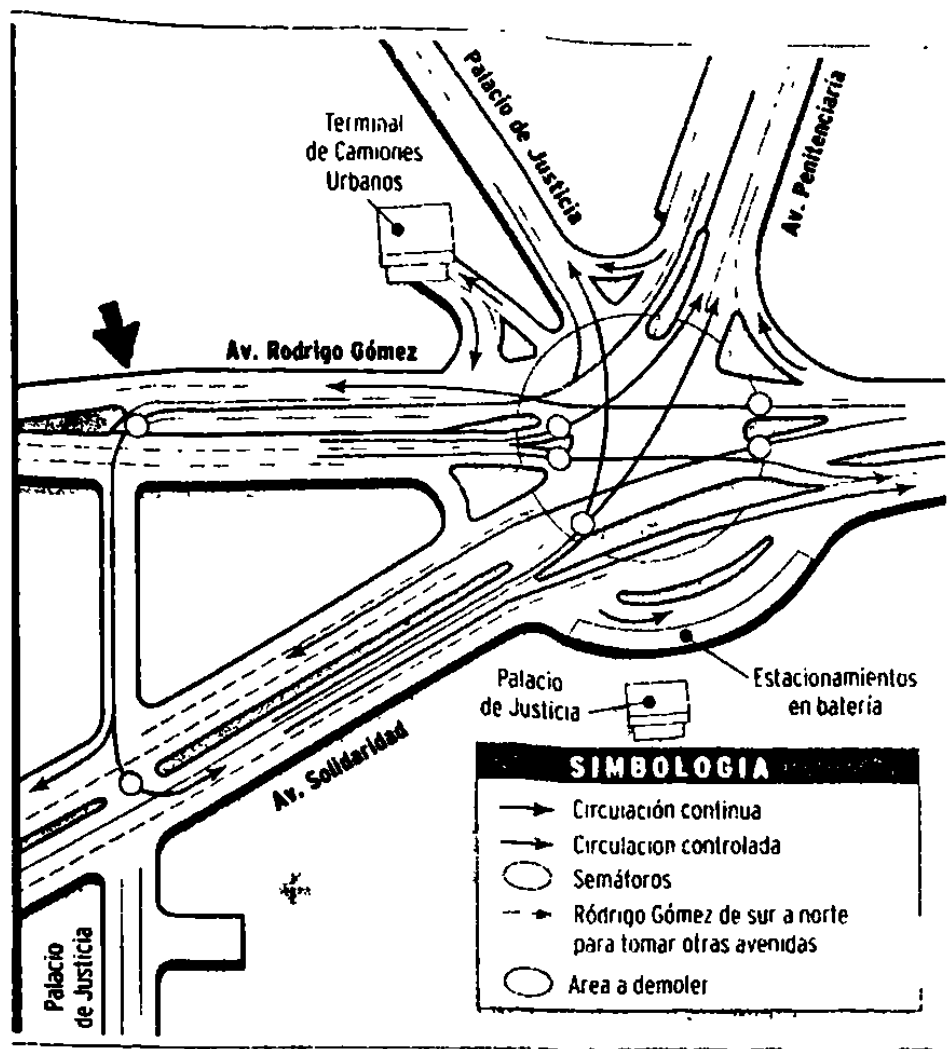 Palacio de Justicia
Av. Penitenciaría
Terminal
de Camiones
Urbanos
Av. Rodrigo Gómez
Palacio
de Justicia
Estacionamientos
en batería
Av. Solidaridad
SIMBOLOGIA
Circulación continua
Circulacion controlada
Semáforos
Ródrigo Gómez de sur a norte
para tomar otras avenidas
Area a demoler
Palacio
de Justicia